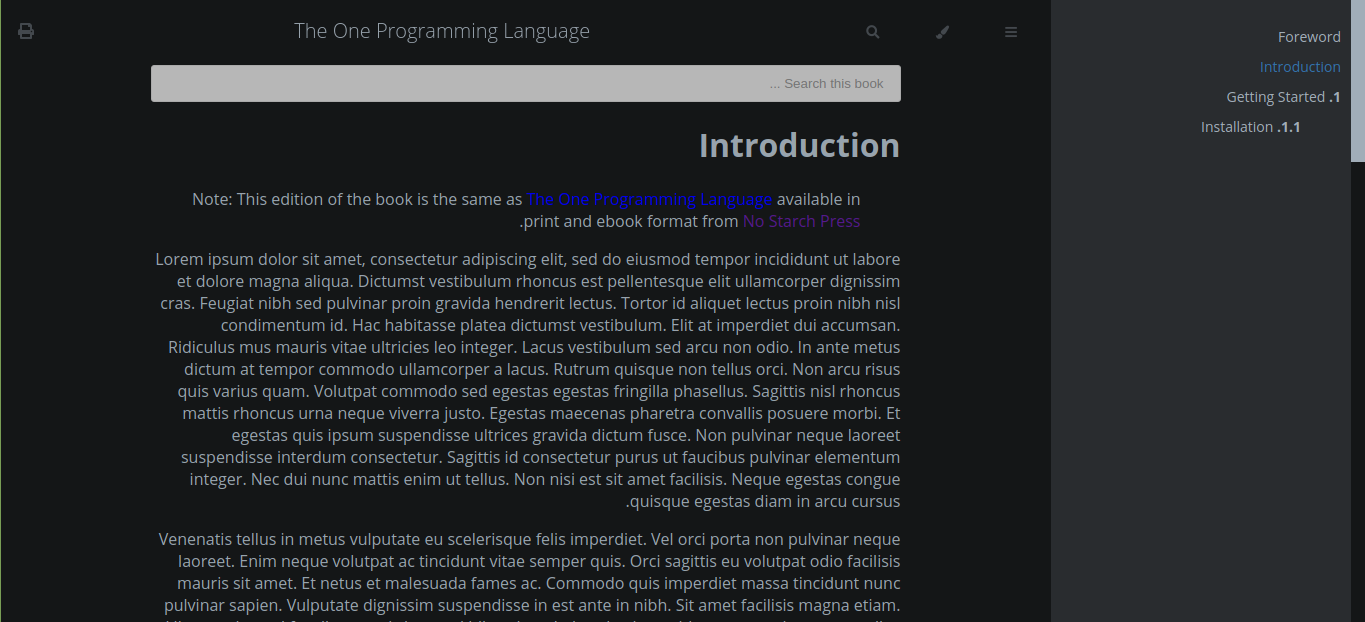 The One Programming Language
Search this book ...
Foreword
Introduction
1. Getting Started
1.1. Installation
Introduction
Note: This edition of the book is the same as The One Programming Language available in
print and ebook format from No Starch Press.
Lorem ipsum dolor sit amet, consectetur adipiscing elit, sed do eiusmod tempor incididunt ut labore
et dolore magna aliqua. Dictumst vestibulum rhoncus est pellentesque elit ullamcorper dignissim
cras. Feugiat nibh sed pulvinar proin gravida hendrerit lectus. Tortor id aliquet lectus proin nibh nisl
condimentum id. Hac habitasse platea dictumst vestibulum. Elit at imperdiet dui accumsan.
Ridiculus mus mauris vitae ultricies leo integer. Lacus vestibulum sed arcu non odio. In ante metus
dictum at tempor commodo ullamcorper a lacus. Rutrum quisque non tellus orci. Non arcu risus
quis varius quam. Volutpat commodo sed egestas egestas fringilla phasellus. Sagittis nisl rhoncus
mattis rhoncus urna neque viverra justo. Egestas maecenas pharetra convallis posuere morbi. Et
egestas quis ipsum suspendisse ultrices gravida dictum fusce. Non pulvinar neque laoreet
suspendisse interdum consectetur. Sagittis id consectetur purus ut faucibus pulvinar elementum
integer. Nec dui nunc mattis enim ut tellus. Non nisi est sit amet facilisis. Neque egestas congue
quisque egestas diam in arcu cursus.
Venenatis tellus in metus vulputate eu scelerisque felis imperdiet. Vel orci porta non pulvinar neque
laoreet. Enim neque volutpat ac tincidunt vitae semper quis. Orci sagittis eu volutpat odio facilisis
mauris sit amet. Et netus et malesuada fames ac. Commodo quis imperdiet massa tincidunt nunc
pulvinar sapien. Vulputate dignissim suspendisse in est ante in nibh. Sit amet facilisis magna etiam.